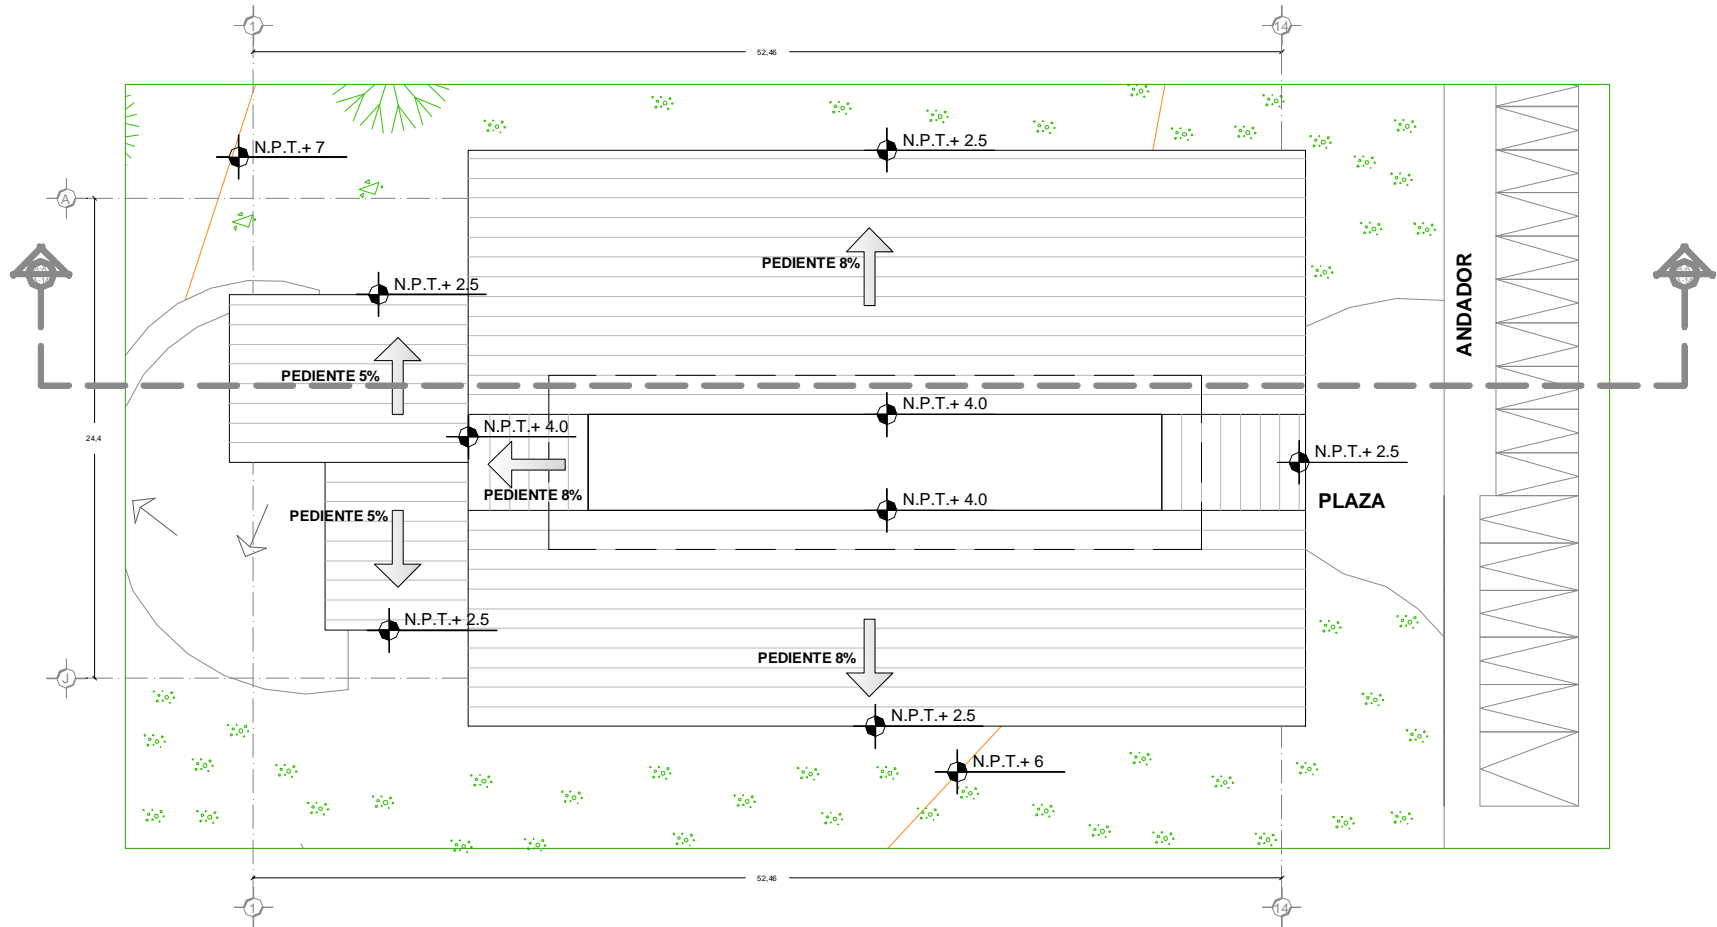 1
14
52,46
N.P.T.+ 7
N.P.T.+ 2.5
A
PEDIENTE 8%
ANDADOR
N.P.T.+ 2.5
PEDIENTE 5%
N.P.T.+ 4.0
N.P.T.+ 4.0
24,4
N.P.T.+ 2.5
PEDIENTE 8%
N.P.T.+ 4.0
PLAZA
PEDIENTE 5%
N.P.T.+ 2.5
PEDIENTE 8%
J
N.P.T.+ 2.5
N.P.T.+ 6
52,46
1
14